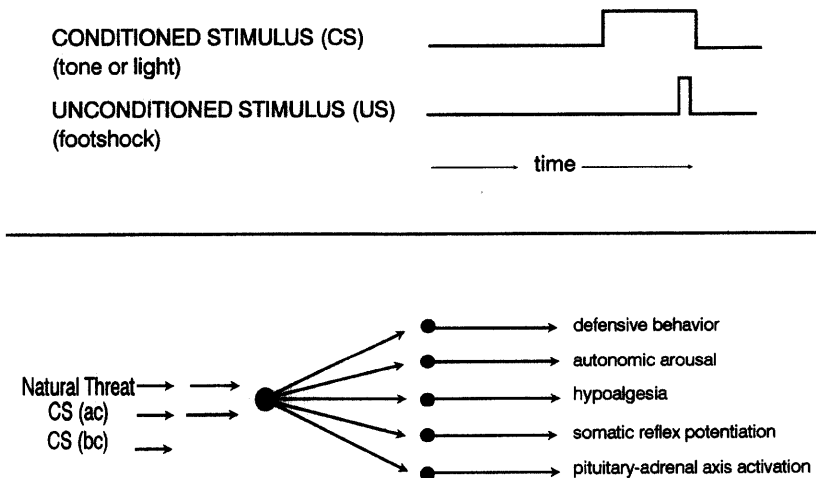 CONDITIONED STIMULUS (CS)
(tone or light)
UNCONDITIONED STIMULUS (US)
(footshock)
time
Natural Threat
CS (ac)
CS (bc)
defensive behavior
autonomic arousal
hypoalgesia
somatic reflex potentiation
pituitary-adrenal axis activation